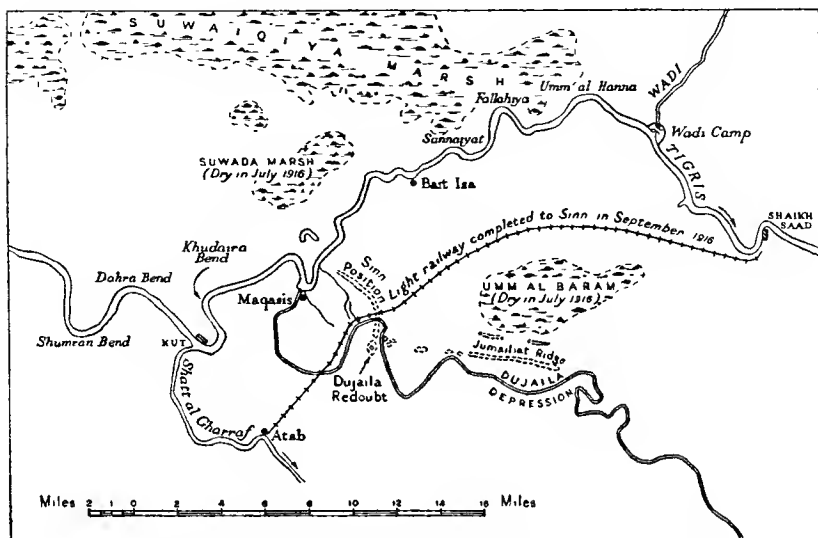 SUWAIQIYA MARSH
Umm' al Hanna
Fallahiya
WADI
Sannaiyat
Wadi Camp
SUWADA MARSH
(Dry in July 1916)
Bait Isa
TIGRIS
SHAIKH
SAAD
Khudaira
Bend
Light railway completed to Sinn in September 1916
Dahra Bend
Sinn
Position
UMM AL BARAM
(Dry in July 1916)
Maqasis
Shumran Bend
KUT
Jumailiat Ridge
Shatt al Gharraf
Dujaila
Redoubt
DUJAILA
DEPRESSION
Atab
Miles 2 1 0 2 4 6 8 10 12 14 16 Miles